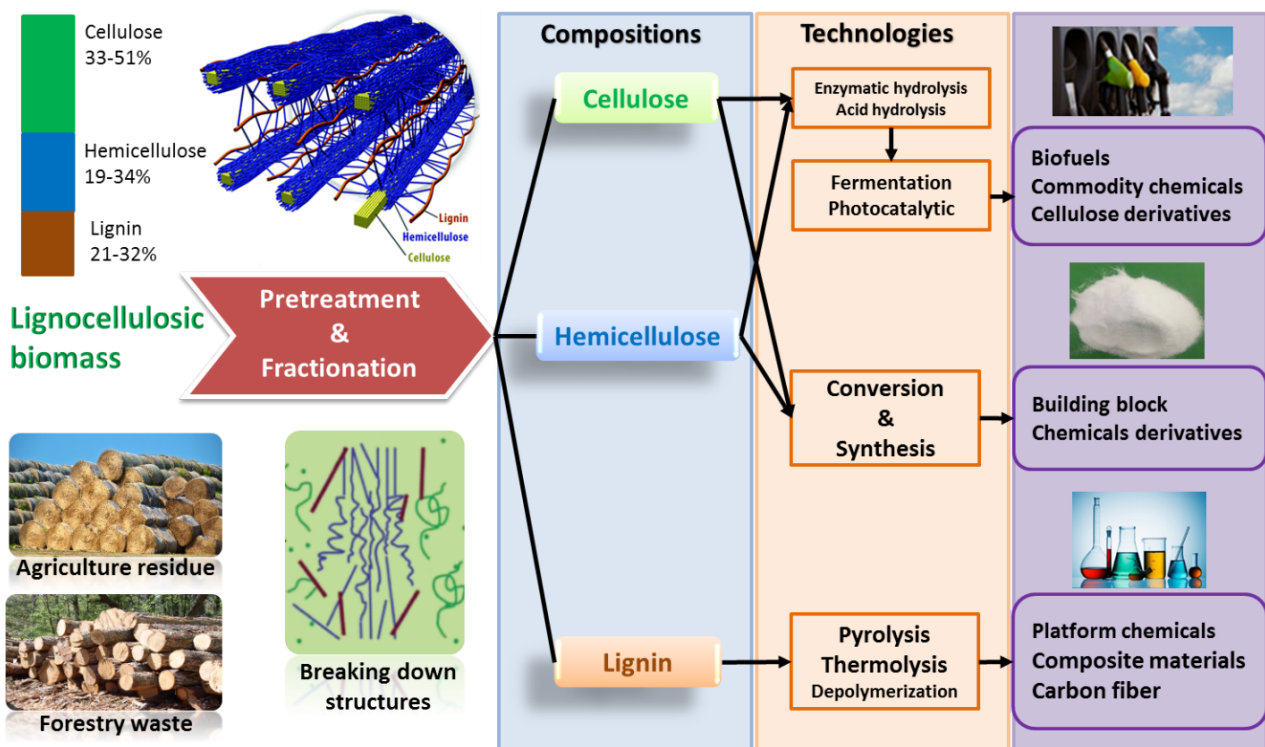 Cellulose
33-51%
Hemicellulose
19-34%
Lignin
21-32%
Lignin
Hemicellulose
Cellulose
Lignocellulosic
biomass
Pretreatment
&
Fractionation
Agriculture residue
Forestry waste
Breaking down
structures
Compositions
Cellulose
Hemicellulose
Lignin
Technologies
Enzymatic hydrolysis
Acid hydrolysis
Fermentation
Photocatalytic
Conversion
&
Synthesis
Pyrolysis
Thermolysis
Depolymerization
Biofuels
Commodity chemicals
Cellulose derivatives
Building block
Chemicals derivatives
Platform chemicals
Composite materials
Carbon fiber